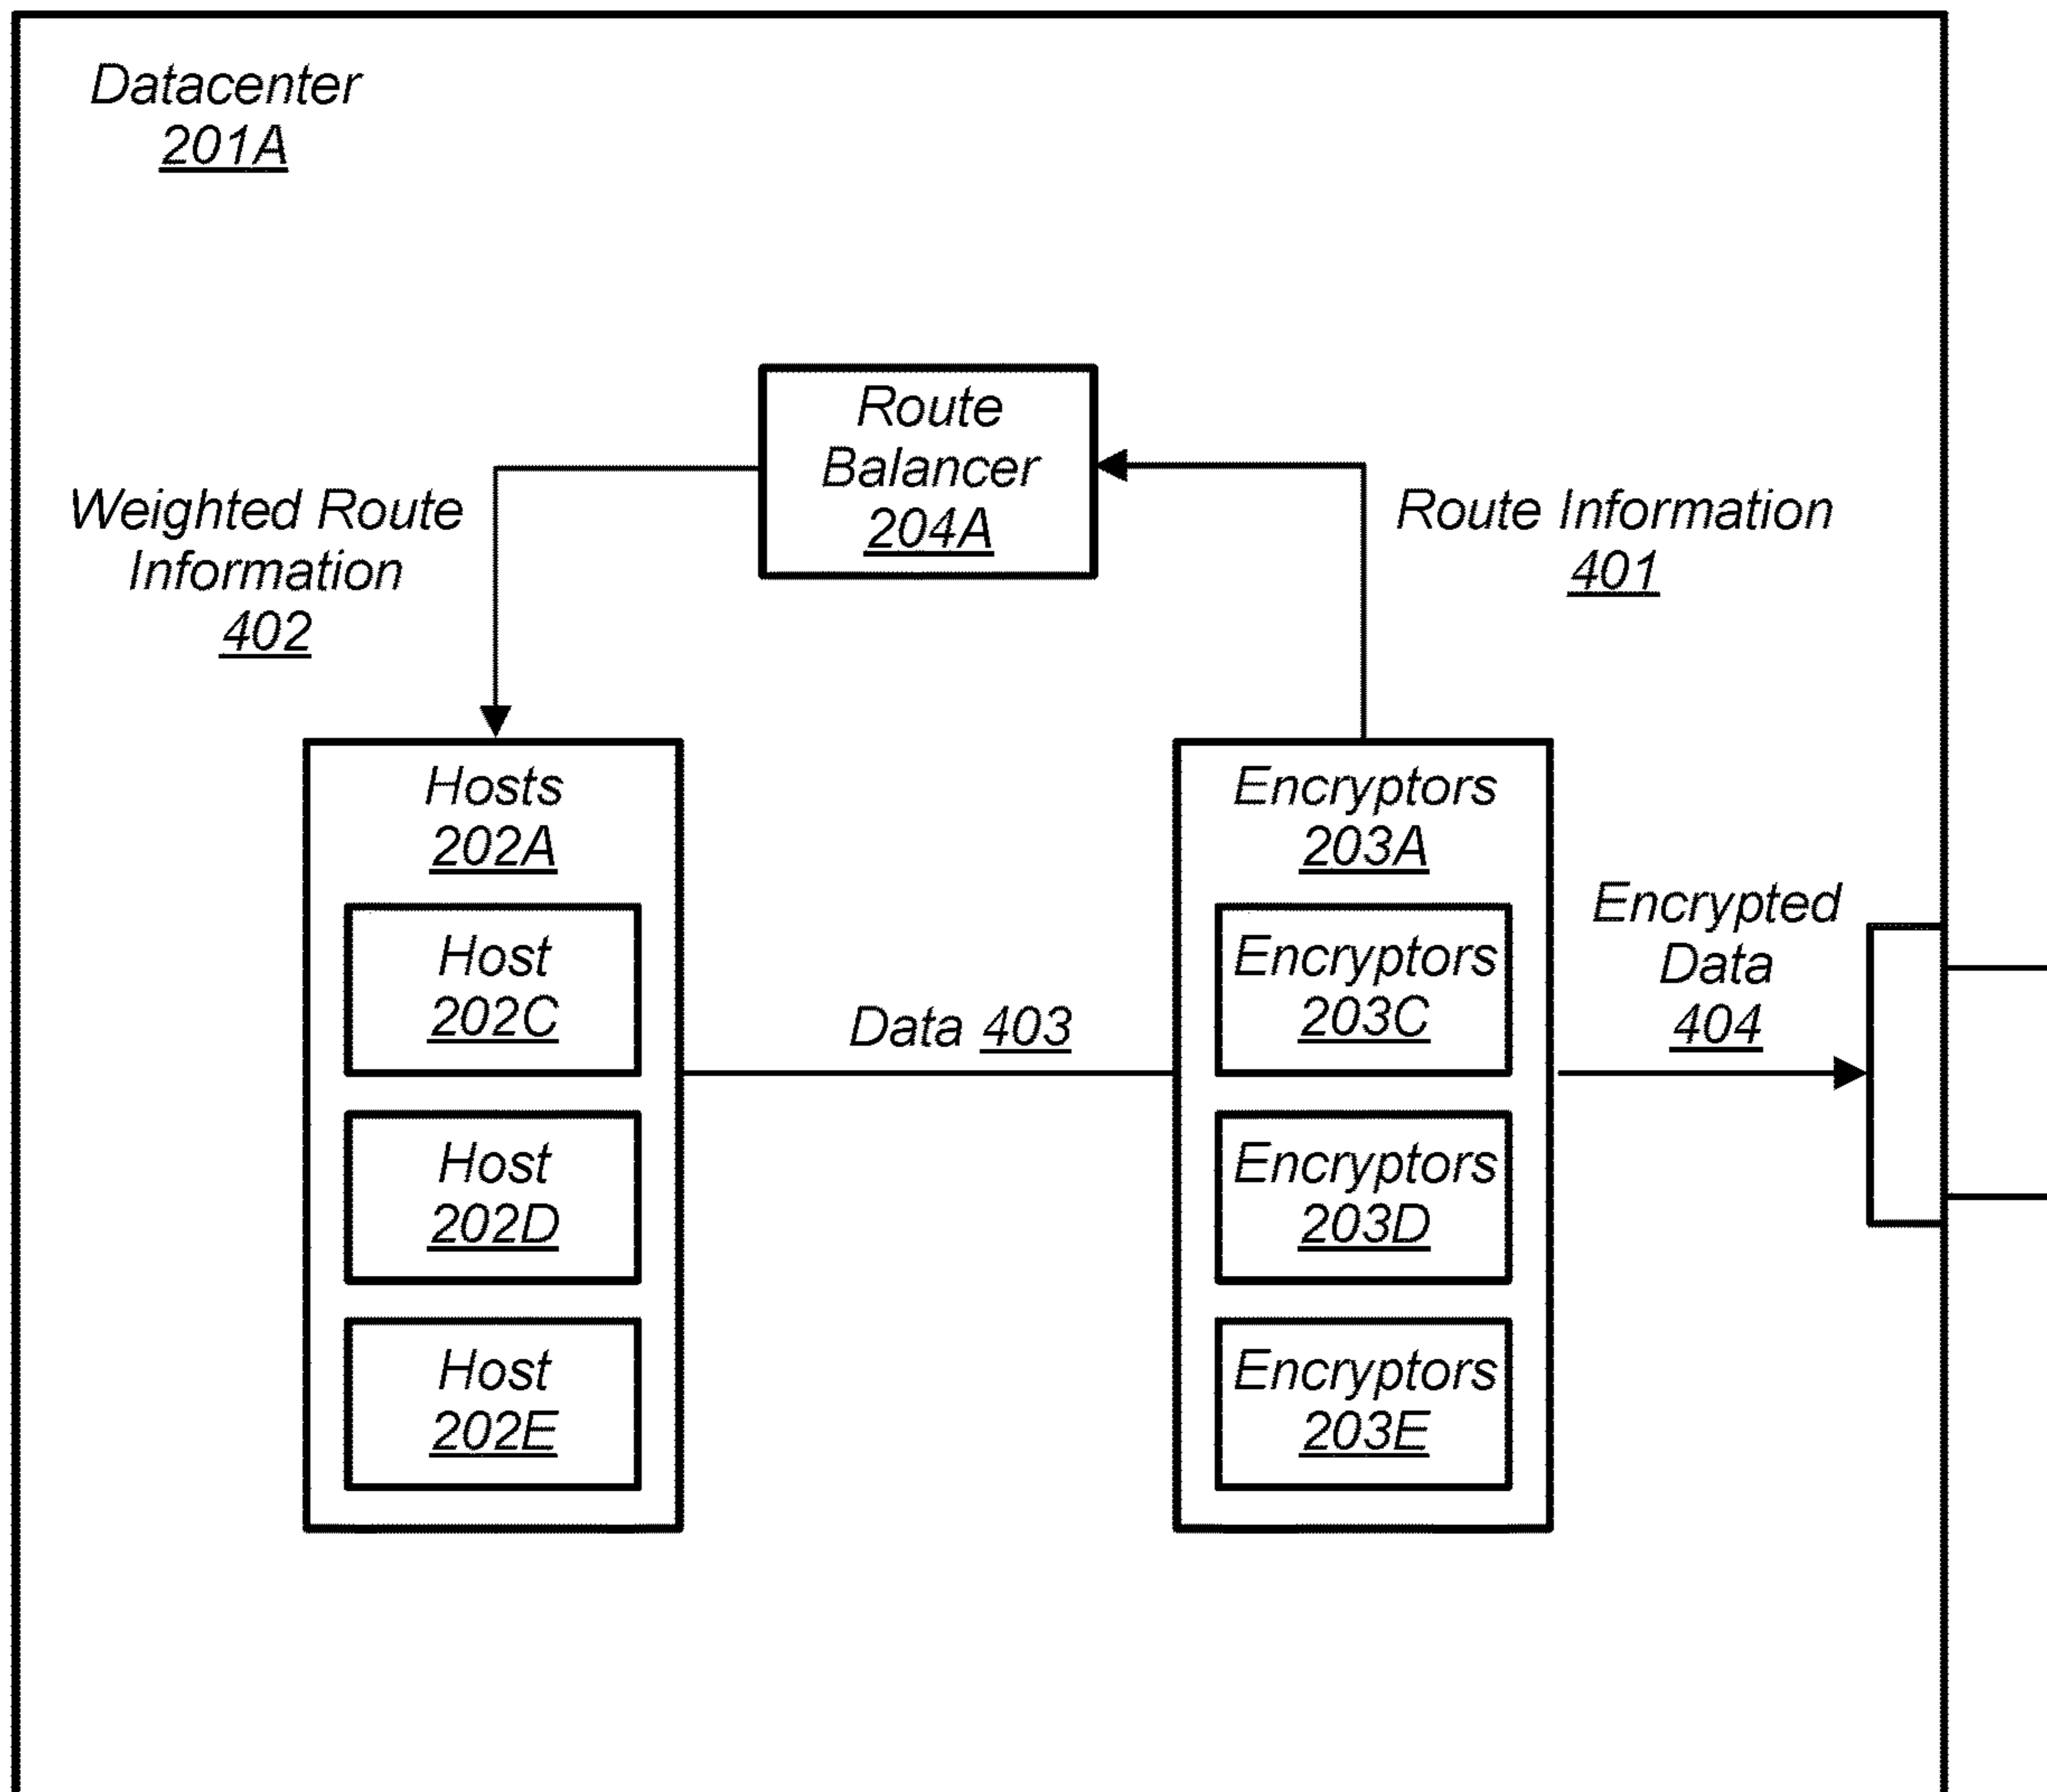 Datacenter
201A
Route
Balancer
204A
Weighted Route
Information
402
Route Information
401
Hosts
202A
Host
202C
Host
202D
Host
202E
Data 403
Encryptors
203A
Encryptors
203C
Encryptors
203D
Encryptors
203E
Encrypted
Data
404